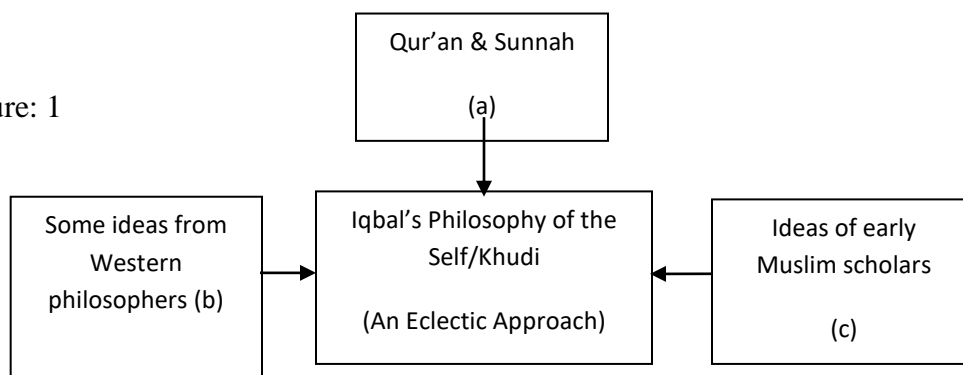 Qur’an & Sunnah
(a)
ure: 1
Some ideas from
Western
philosophers (b)
Iqbal’s Philosophy of the
Self/Khudi
(An Eclectic Approach)
Ideas of early
Muslim scholars
(c)